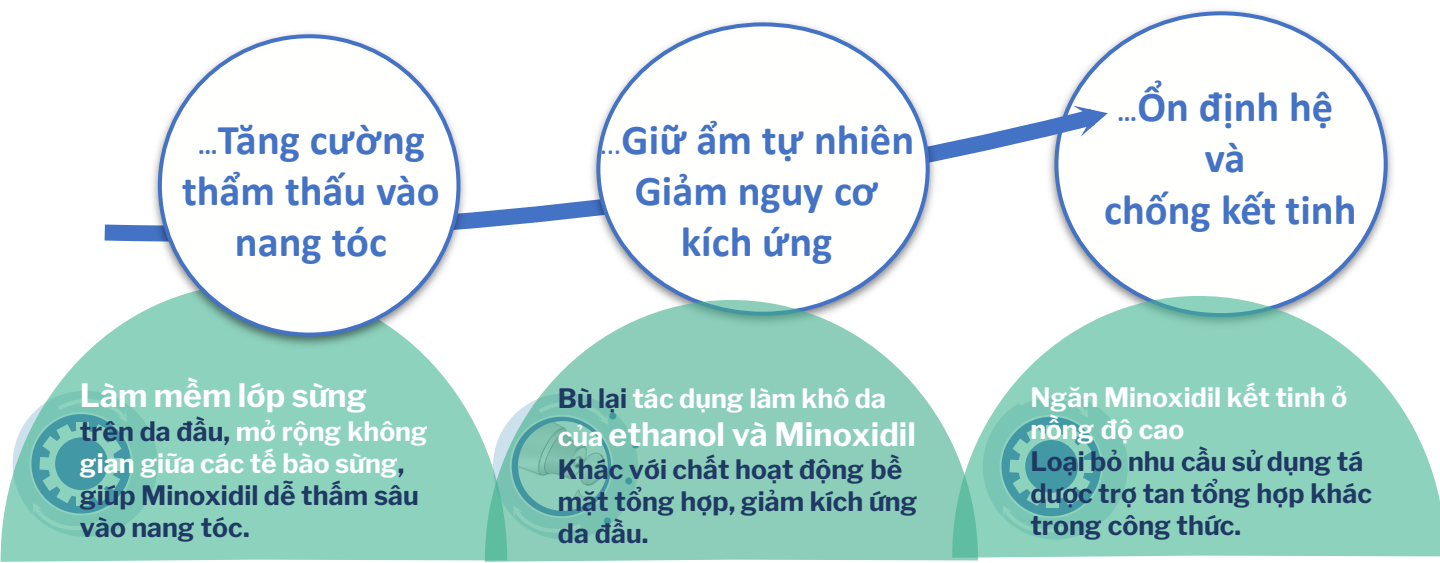 ...Tăng cường
thẩm thấu vào
nang tóc
...Giữ ẩm tự nhiên
Giảm nguy cơ
kích ứng
...Ổn định hệ
và
chống kết tinh
Làm mềm lớp sừng
trên da đầu, mở rộng không
gian giữa các tế bào sừng,
giúp Minoxidil dễ thấm sâu
vào nang tóc.
Bù lại tác dụng làm khô da
của ethanol và Minoxidil
Khác với chất hoạt động bề
mặt tổng hợp, giảm kích ứng
da đầu.
Ngăn Minoxidil kết tinh ở
nồng độ cao
Loại bỏ nhu cầu sử dụng tá
dược trợ tan tổng hợp khác
trong công thức.